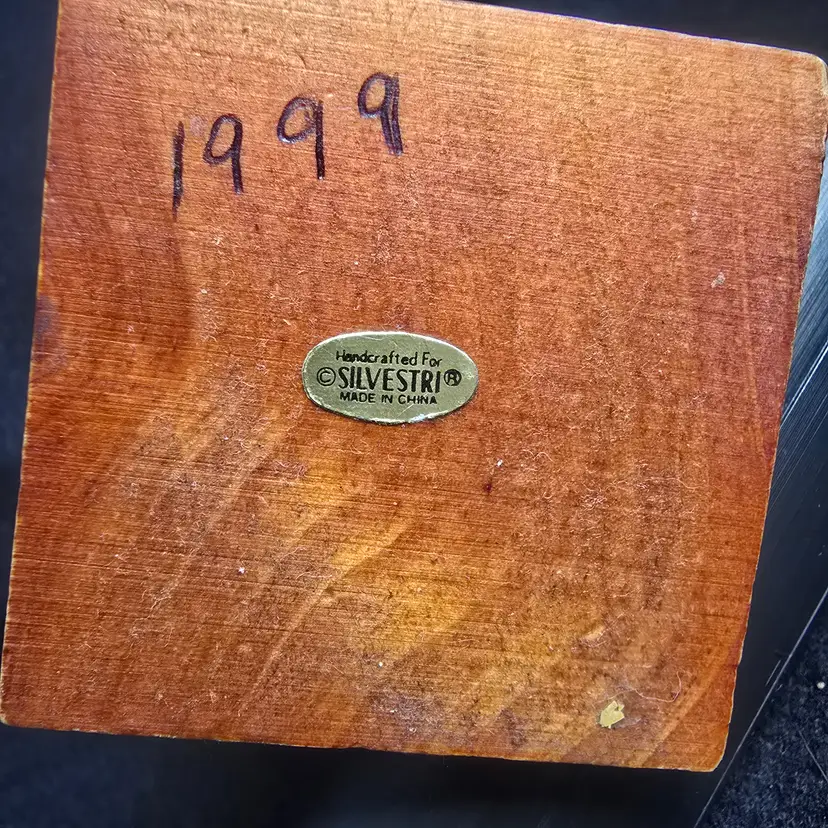 1999
Handcrafted For
©SILVESTRI®
MADE IN CHINA